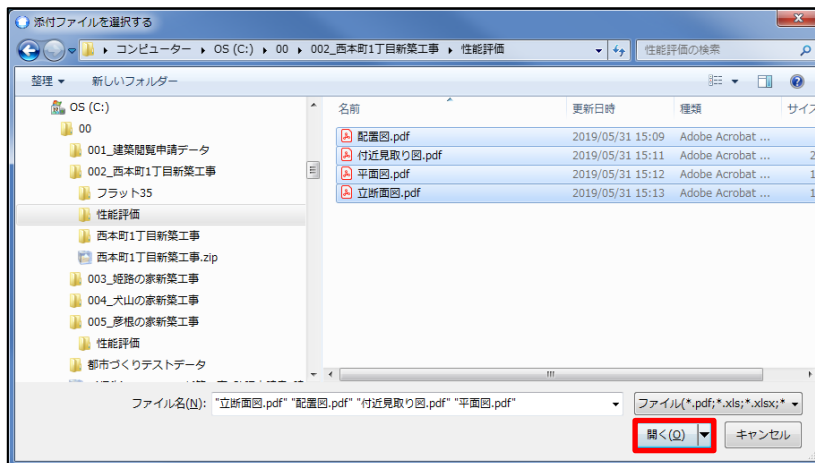 添付ファイルを選択する
コンピューター ▸ OS (C:) ▸ 00 ▸ 002_西本町1丁目新築工事 ▸ 性能評価
性能評価の検索
整理 ▼ 新しいフォルダー
OS (C:)
00
001_建築閲覧申請データ
002_西本町1丁目新築工事
フラット35
性能評価
西本町1丁目新築工事
西本町1丁目新築工事.zip
003_姫路の家新築工事
004_犬山の家新築工事
005_彦根の家新築工事
性能評価
都市づくりテストデータ
名前 更新日時 種類 サイズ
配置図.pdf 2019/05/31 15:09 Adobe Acrobat ...
付近見取り図.pdf 2019/05/31 15:11 Adobe Acrobat ... 2
平面図.pdf 2019/05/31 15:12 Adobe Acrobat ... 1
立断面図.pdf 2019/05/31 15:13 Adobe Acrobat ... 1
ファイル名(N): "立断面図.pdf" "配置図.pdf" "付近見取り図.pdf" "平面図.pdf"
ファイル(*.pdf;*.xls;*.xlsx;*
開く(O) キャンセル